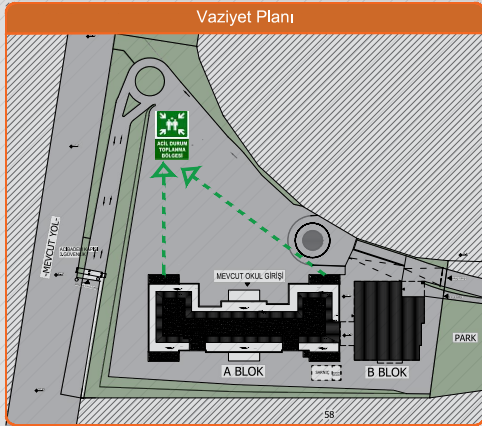 Vaziyet Planı
ACİL DURUM
TOPLANMA
BÖLGESİ
-MEVCUT YOL-
MEVCUT OKUL GİRİŞİ
A BLOK
B BLOK
PARK
58